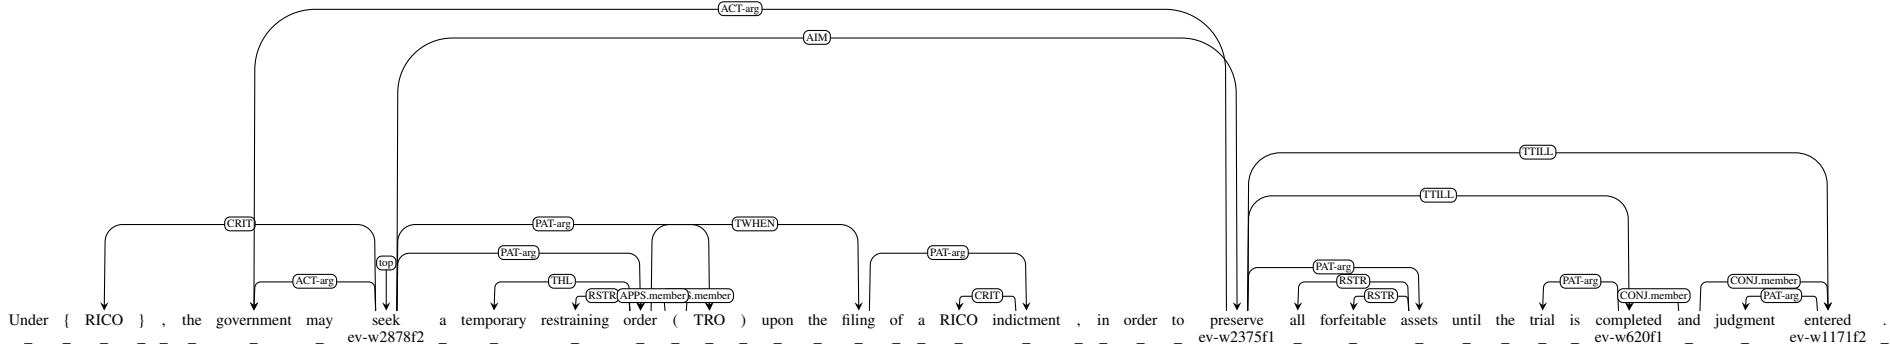 ACT-arg
AIM
TTILL
TTILL
CRIT PAT-arg TWHEN
top PAT-arg PAT-arg
ACT-arg THL PAT-arg RSTR PAT-arg CONJ.member
RSTR APPS.member s.member CRIT RSTR CONJ.member PAT-arg
Under { RICO } , the government may seek a temporary restraining order ( TRO ) upon the filing of a RICO indictment , in order to preserve all forfeitable assets until the trial is completed and judgment entered .
_ _ _ _ _ _ _ _ ev-w2878f2 _ _ _ _ _ _ _ _ _ _ _ _ _ _ _ _ _ _ ev-w2375f1 _ _ _ _ _ _ _ ev-w620f1 _ _ ev-w1171f2 _